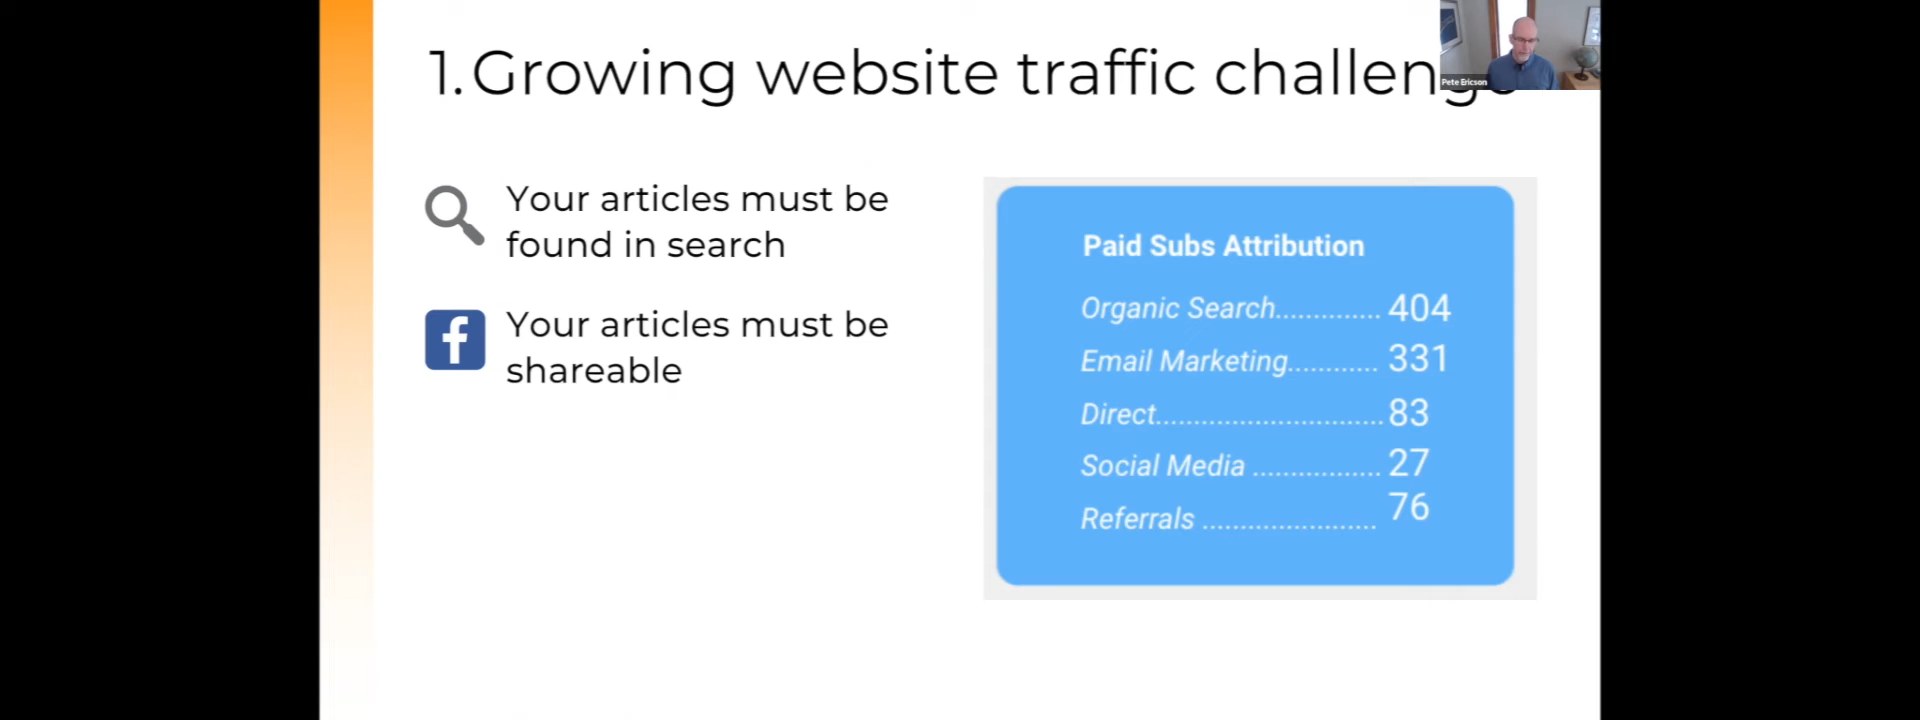 1. Growing website traffic challenge
Pete Ericson
Your articles must be
found in search
f
Your articles must be
shareable
Paid Subs Attribution
Organic Search.............. 404
Email Marketing............ 331
Direct.............................. 83
Social Media ................. 27
Referrals ....................... 76